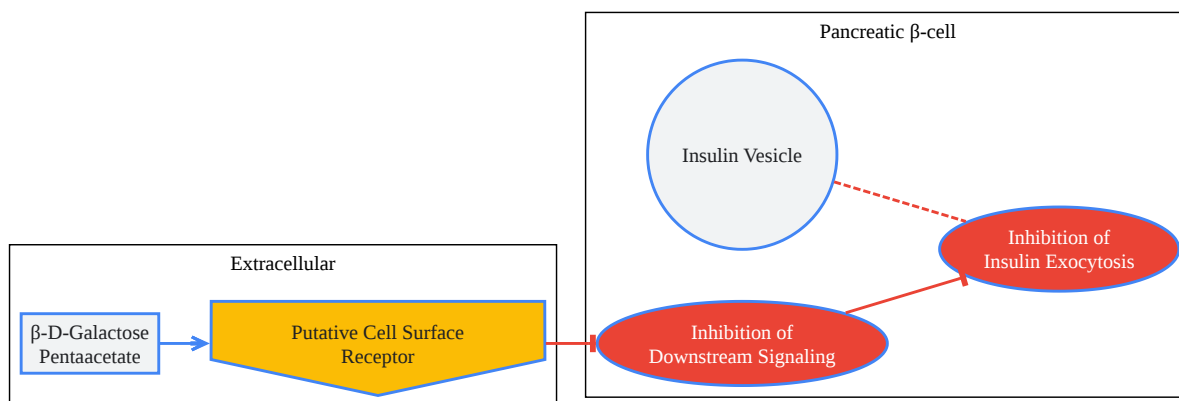 Pancreatic β-cell
Insulin Vesicle
Inhibition of
Insulin Exocytosis
Extracellular
β-D-Galactose
Pentaacetate
Putative Cell Surface
Receptor
Inhibition of
Downstream Signaling